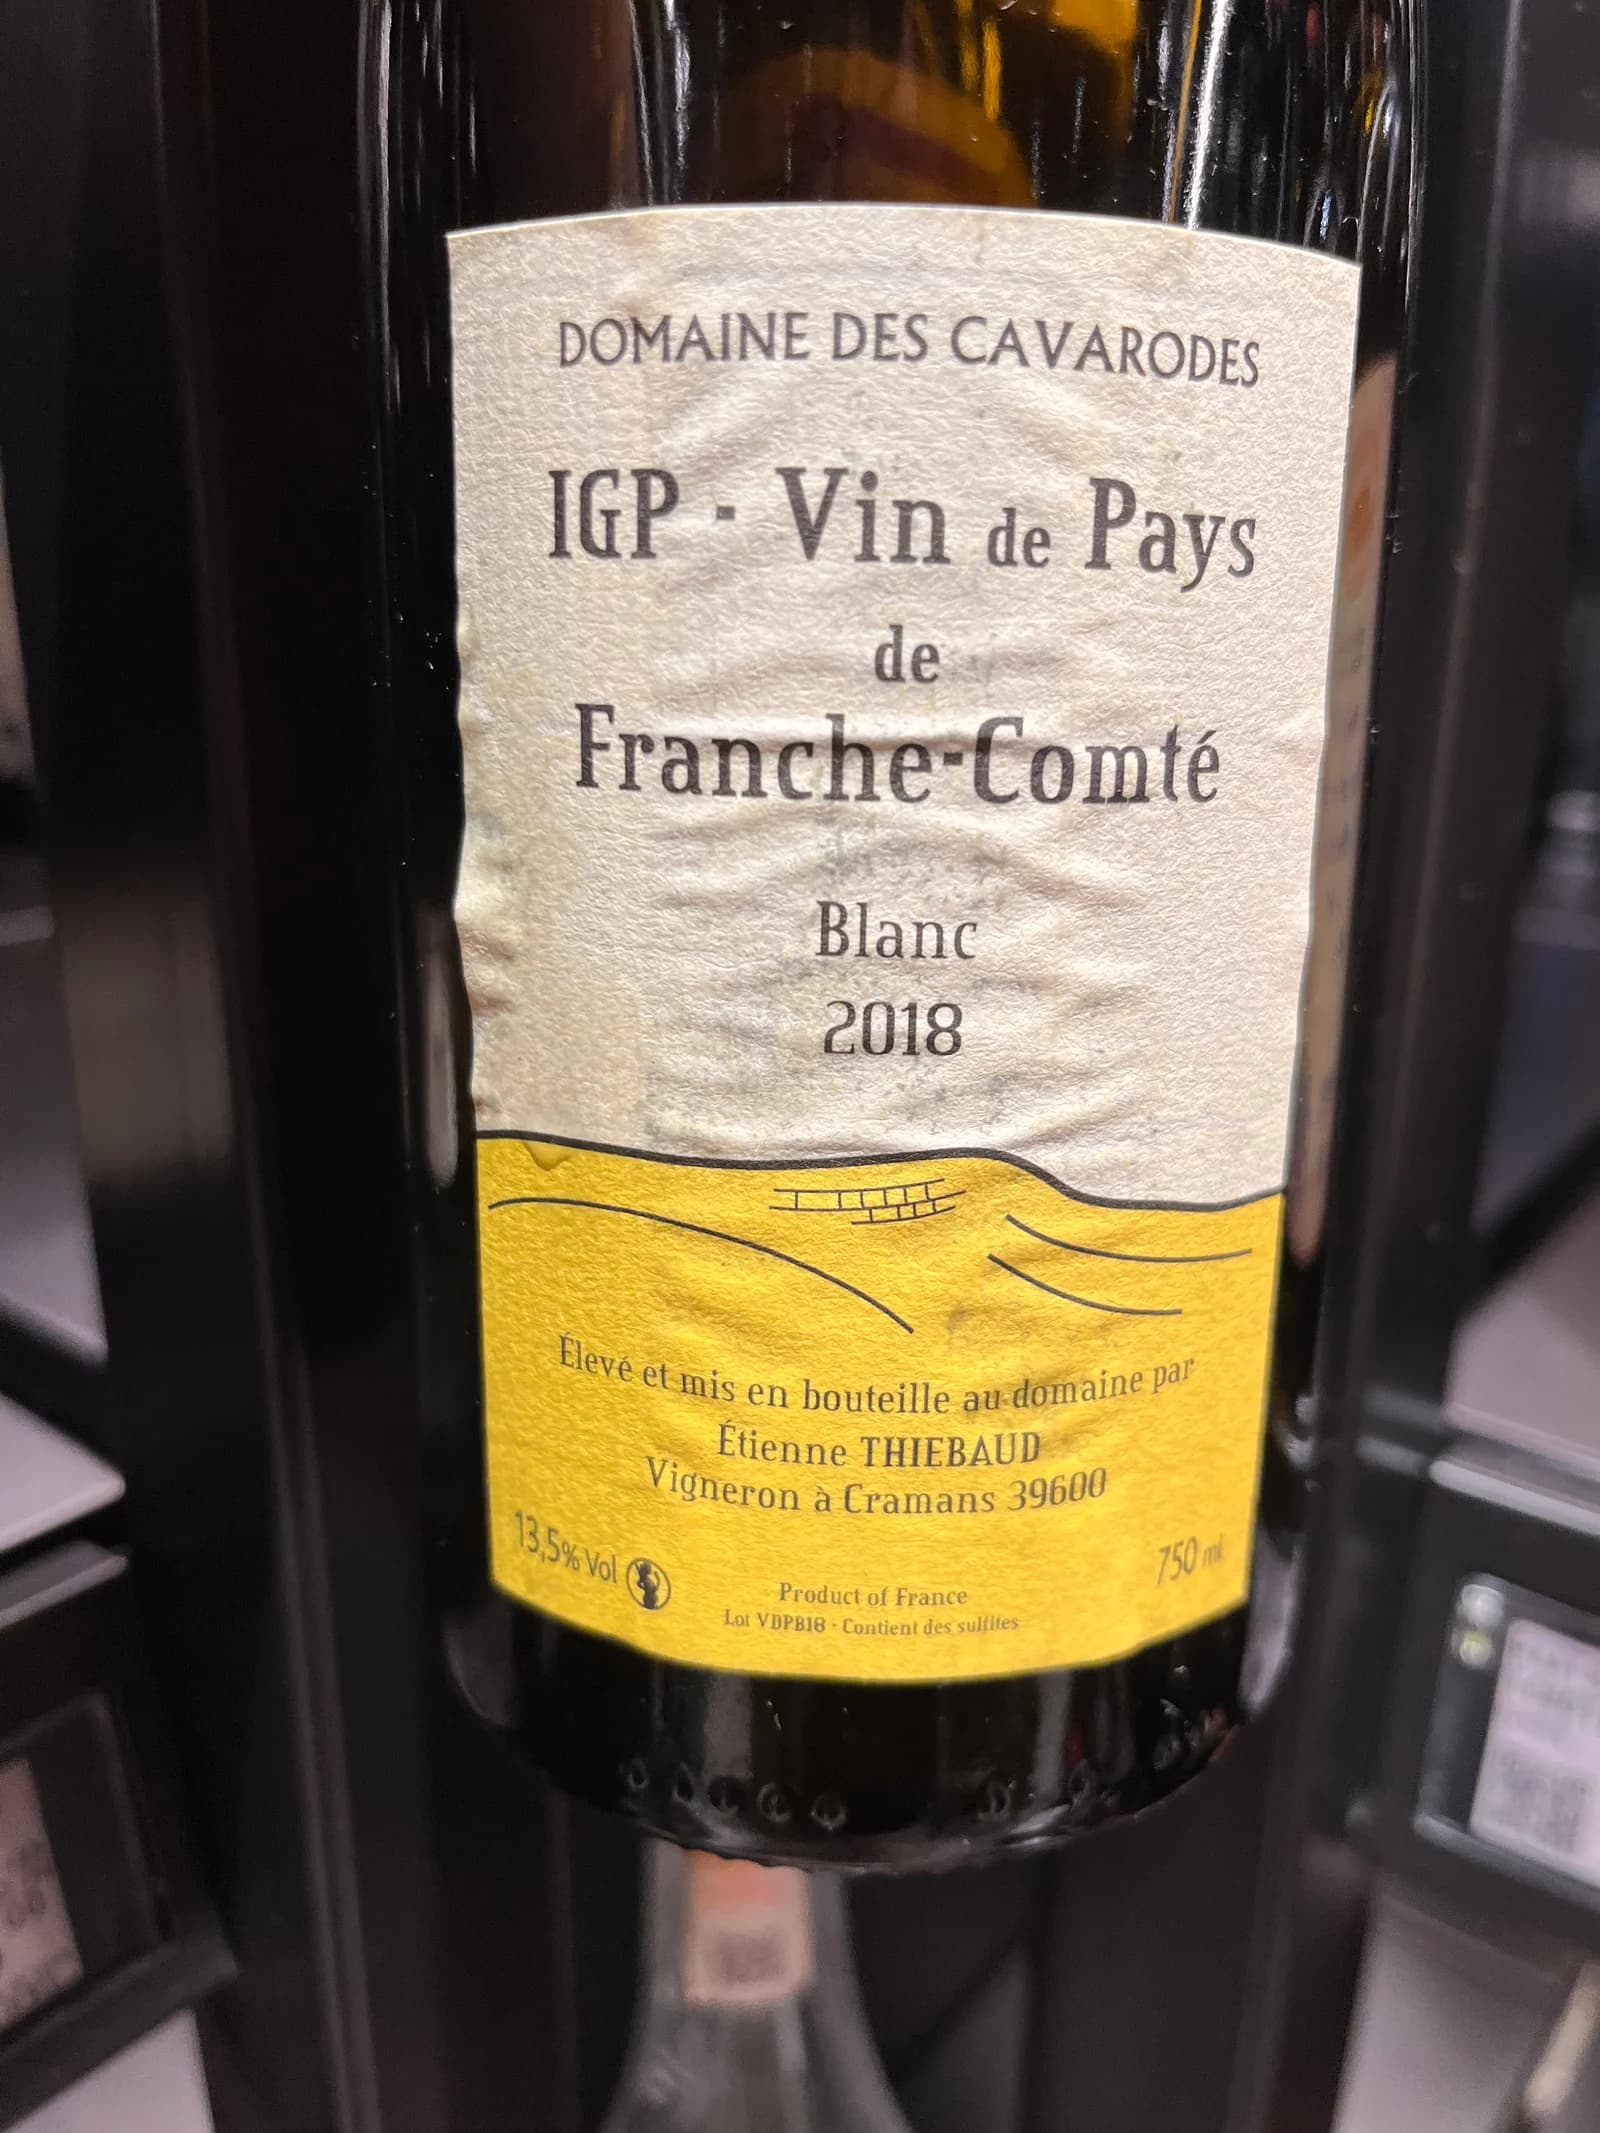 DOMAINE DES CAVARODES
IGP - Vin de Pays
de
Franche-Comté
Blanc
2018
Élevé et mis en bouteille au domaine par
Étienne THIEBAUD
Vigneron à Cramans 39600
13,5% Vol
750 ml
Product of France
Lot VDPB18 - Contient des sulfites